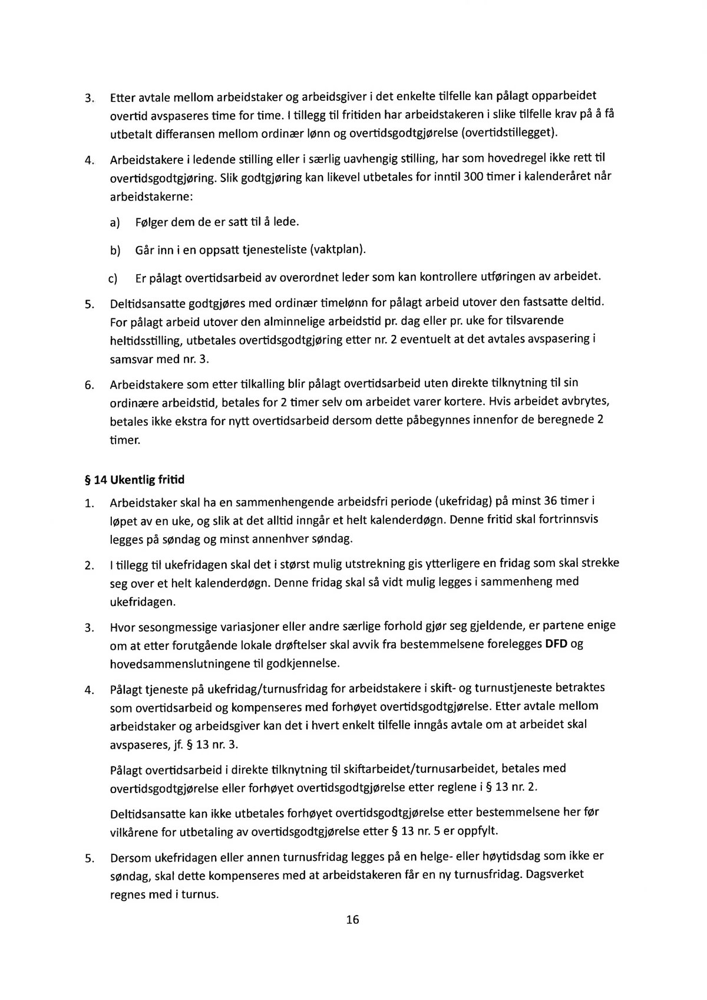 3. Etter avtale mellom arbeidstaker og arbeidsgiver i det enkelte tilfelle kan pålagt opparbeidet
overtid avspaseres time for time. I tillegg til fritiden har arbeidstakeren i slike tilfelle krav på å få
utbetalt differansen mellom ordinær lønn og overtidsgodtgjørelse (overtidstillegget).
4. Arbeidstakere i ledende stilling eller i særlig uavhengig stilling, har som hovedregel ikke rett til
overtidsgodtgjøring. Slik godtgjøring kan likevel utbetales for inntil 300 timer i kalenderåret når
arbeidstakerne:
a) Følger dem de er satt til å lede.
b) Går inn i en oppsatt tjenesteliste (vaktplan).
c) Er pålagt overtidsarbeid av overordnet leder som kan kontrollere utføringen av arbeidet.
5. Deltidsansatte godtgjøres med ordinær timelønn for pålagt arbeid utover den fastsatte deltid.
For pålagt arbeid utover den alminnelige arbeidstid pr. dag eller pr. uke for tilsvarende
heltidsstilling, utbetales overtidsgodtgjøring etter nr. 2 eventuelt at det avtales avspasering i
samsvar med nr. 3.
6. Arbeidstakere som etter tilkalling blir pålagt overtidsarbeid uten direkte tilknytning til sin
ordinære arbeidstid, betales for 2 timer selv om arbeidet varer kortere. Hvis arbeidet avbrytes,
betales ikke ekstra for nytt overtidsarbeid dersom dette påbegynnes innenfor de beregnede 2
timer.
§ 14 Ukentlig fritid
1. Arbeidstaker skal ha en sammenhengende arbeidsfri periode (ukefridag) på minst 36 timer i
løpet av en uke, og slik at det alltid inngår et helt kalenderdøgn. Denne fritid skal fortrinnsvis
legges på søndag og minst annenhver søndag.
2. I tillegg til ukefridagen skal det i størst mulig utstrekning gis ytterligere en fridag som skal strekke
seg over et helt kalenderdøgn. Denne fridag skal så vidt mulig legges i sammenheng med
ukefridagen.
3. Hvor sesongmessige variasjoner eller andre særlige forhold gjør seg gjeldende, er partene enige
om at etter forutgående lokale drøftelser skal avvik fra bestemmelsene forelegges DFD og
hovedsammenslutningene til godkjennelse.
4. Pålagt tjeneste på ukefridag/turnusfridag for arbeidstakere i skift- og turnustjeneste betraktes
som overtidsarbeid og kompenseres med forhøyet overtidsgodtgjørelse. Etter avtale mellom
arbeidstaker og arbeidsgiver kan det i hvert enkelt tilfelle inngås avtale om at arbeidet skal
avspaseres, jf. § 13 nr. 3.
Pålagt overtidsarbeid i direkte tilknytning til skiftarbeidet/turnusarbeidet, betales med
overtidsgodtgjørelse eller forhøyet overtidsgodtgjørelse etter reglene i § 13 nr. 2.
Deltidsansatte kan ikke utbetales forhøyet overtidsgodtgjørelse etter bestemmelsene her før
vilkårene for utbetaling av overtidsgodtgjørelse etter § 13 nr. 5 er oppfylt.
5. Dersom ukefridagen eller annen turnusfridag legges på en helge- eller høytidsdag som ikke er
søndag, skal dette kompenseres med at arbeidstakeren får en ny turnusfridag. Dagsverket
regnes med i turnus.
16